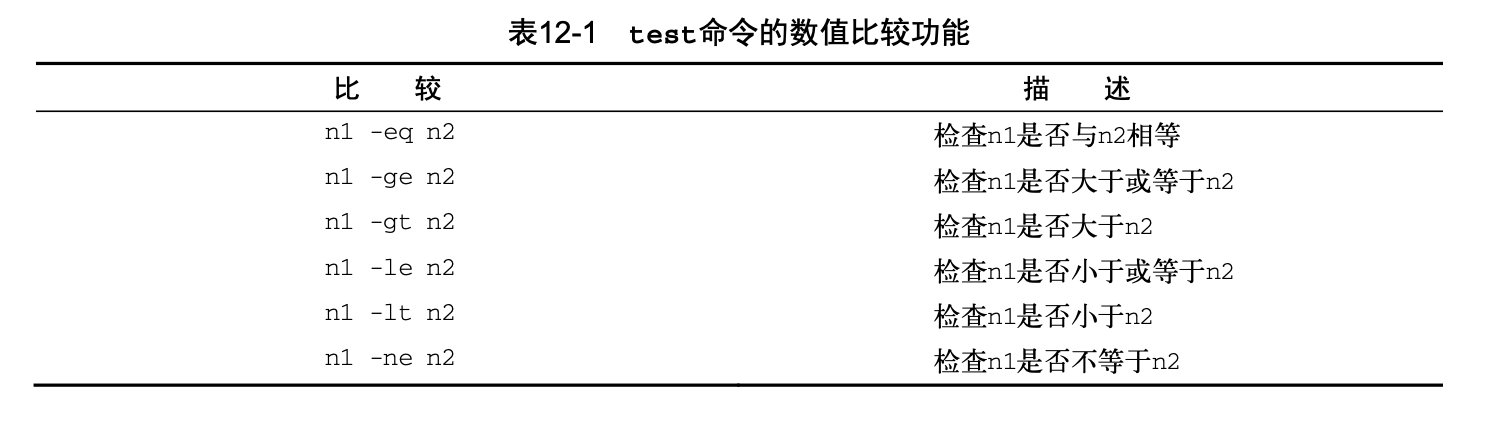 表12-1 test命令的数值比较功能
比 较 描 述
n1 -eq n2 检查n1是否与n2相等
n1 -ge n2 检查n1是否大于或等于n2
n1 -gt n2 检查n1是否大于n2
n1 -le n2 检查n1是否小于或等于n2
n1 -lt n2 检查n1是否小于n2
n1 -ne n2 检查n1是否不等于n2